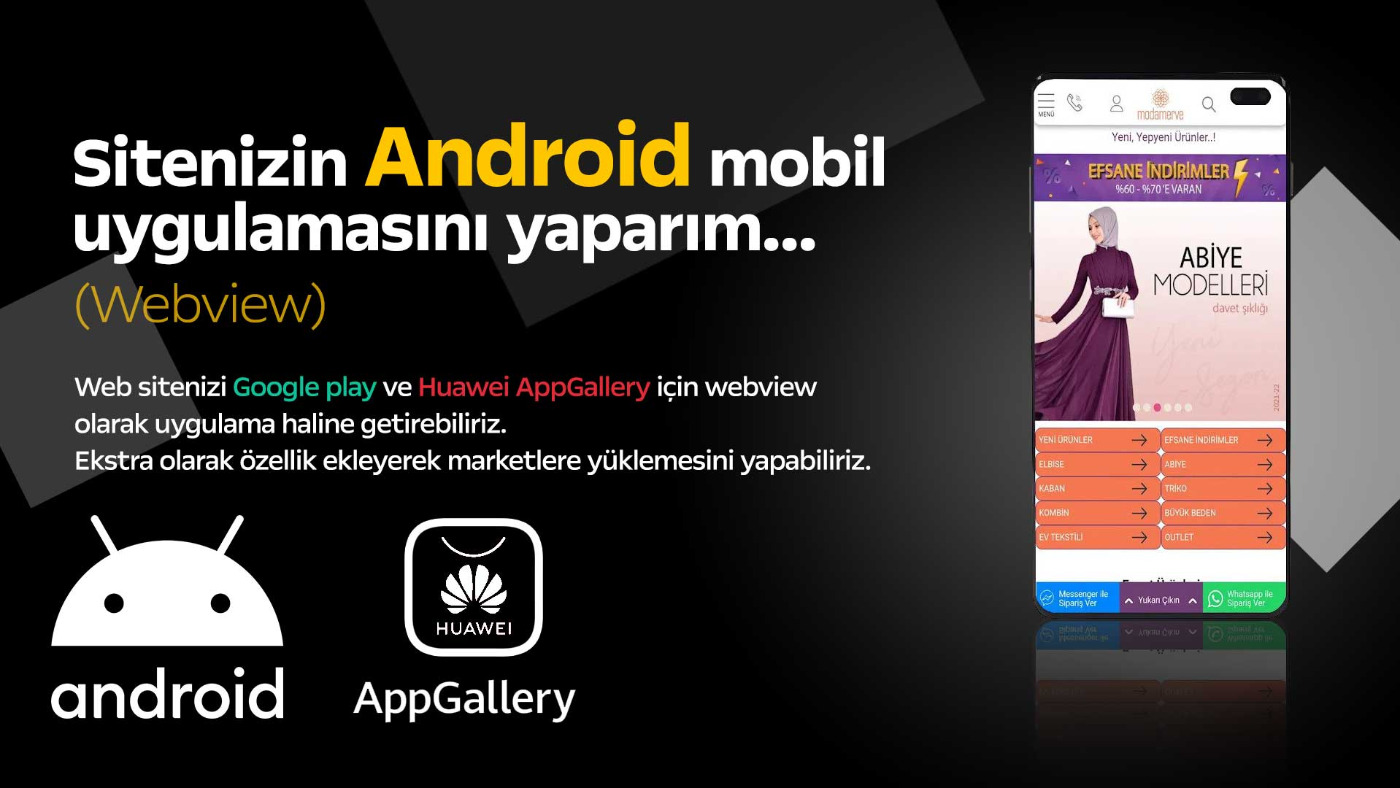 Sitenizin Android mobil
uygulamasını yaparım...
(Webview)
Web sitenizi Google play ve Huawei AppGallery için webview
olarak uygulama haline getirebiliriz.
Ekstra olarak özellik ekleyerek marketlere yüklemesini yapabiliriz.
android
HUAWEI
AppGallery
MENÜ
modamerve
Yeni, Yepyeni Ürünler..!
EFSANE İNDİRİMLER
%60 - %70 'E VARAN
ABİYE
MODELLERİ
davet şıklığı
Yeni
Sezon
2021-22
YENİ ÜRÜNLER
EFSANE İNDİRİMLER
ELBİSE
ABİYE
KABAN
TRİKO
KOMBİN
BÜYÜK BEDEN
EV TEKSTİLİ
OUTLET
Messenger ile
Sipariş Ver
Yukarı Çıkın
Whatsapp ile
Sipariş Ver